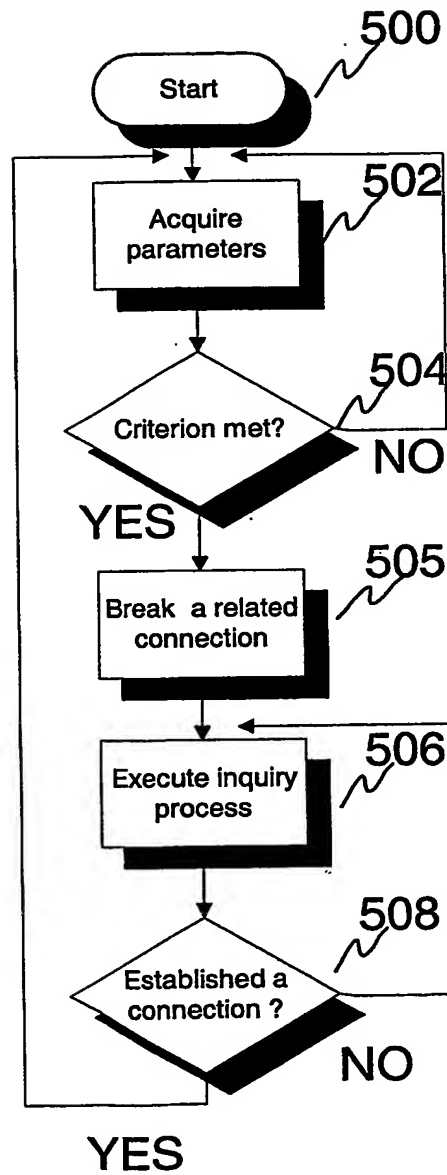 500
Start
502
Acquire
parameters
504
Criterion met?
NO
YES
505
Break a related
connection
506
Execute inquiry
process
508
Established a
connection ?
NO
YES